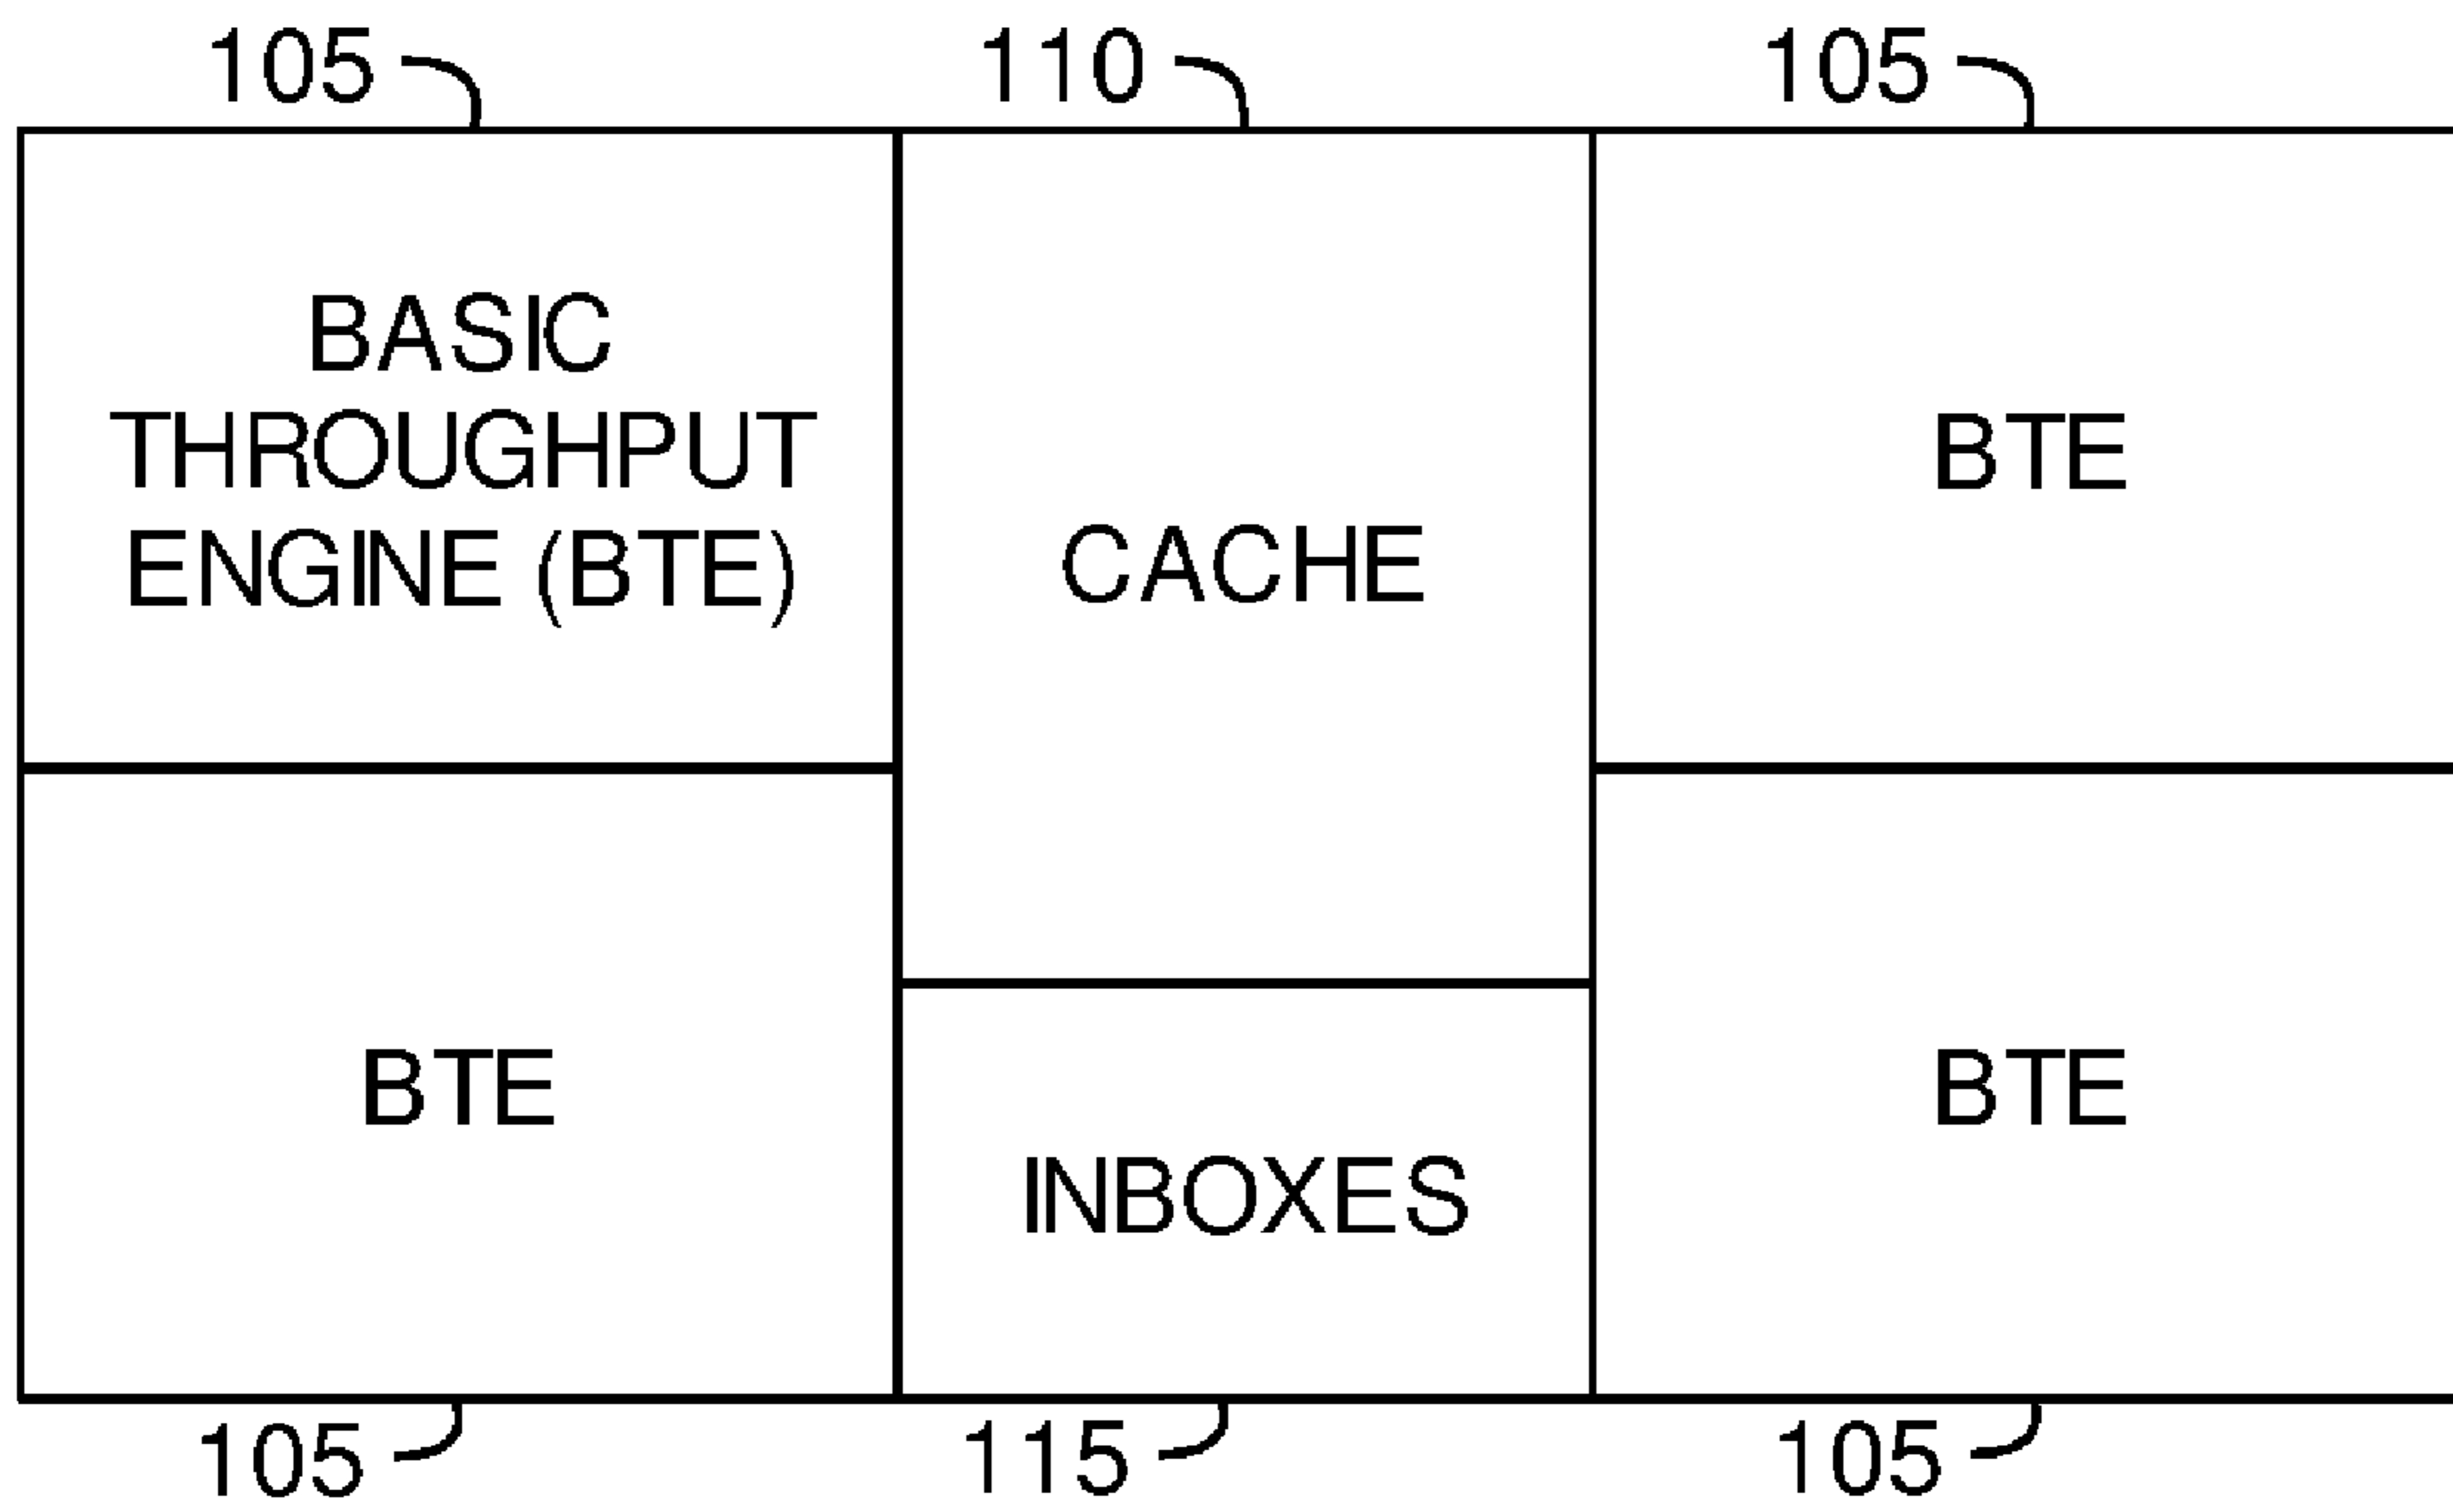 105
110
105
BASIC
THROUGHPUT
ENGINE (BTE)
CACHE
BTE
BTE
INBOXES
BTE
105
115
105